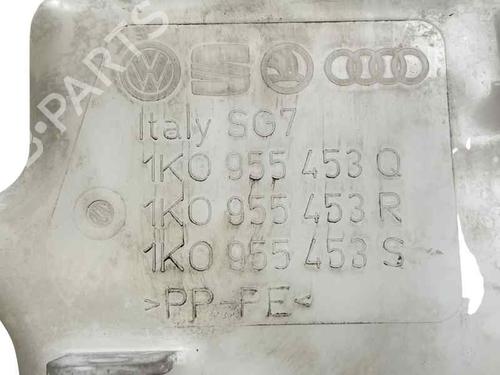 Italy SG7
1K0 955 453 Q
1K0 955 453 R
1K0 955 453 S
>PP-PE<
B-PARTS